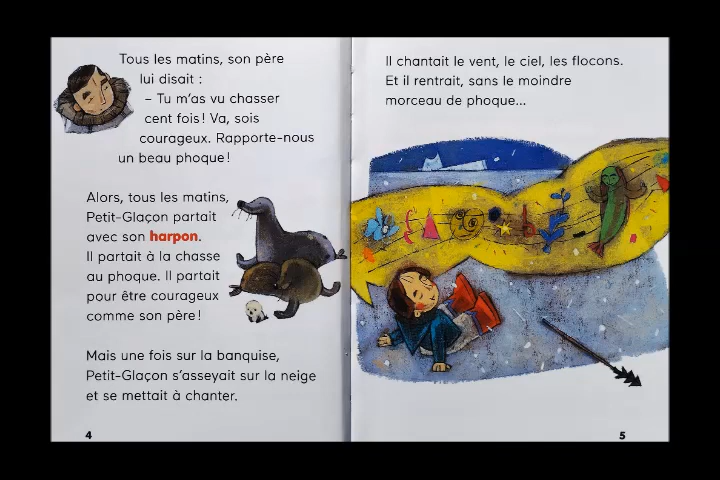 Tous les matins, son père
lui disait :
– Tu m'as vu chasser
cent fois ! Va, sois
courageux. Rapporte-nous
un beau phoque !
Alors, tous les matins,
Petit-Glaçon partait
avec son harpon.
Il partait à la chasse
au phoque. Il partait
pour être courageux
comme son père !
Mais une fois sur la banquise,
Petit-Glaçon s'asseyait sur la neige
et se mettait à chanter.
4
Il chantait le vent, le ciel, les flocons.
Et il rentrait, sans le moindre
morceau de phoque...
5